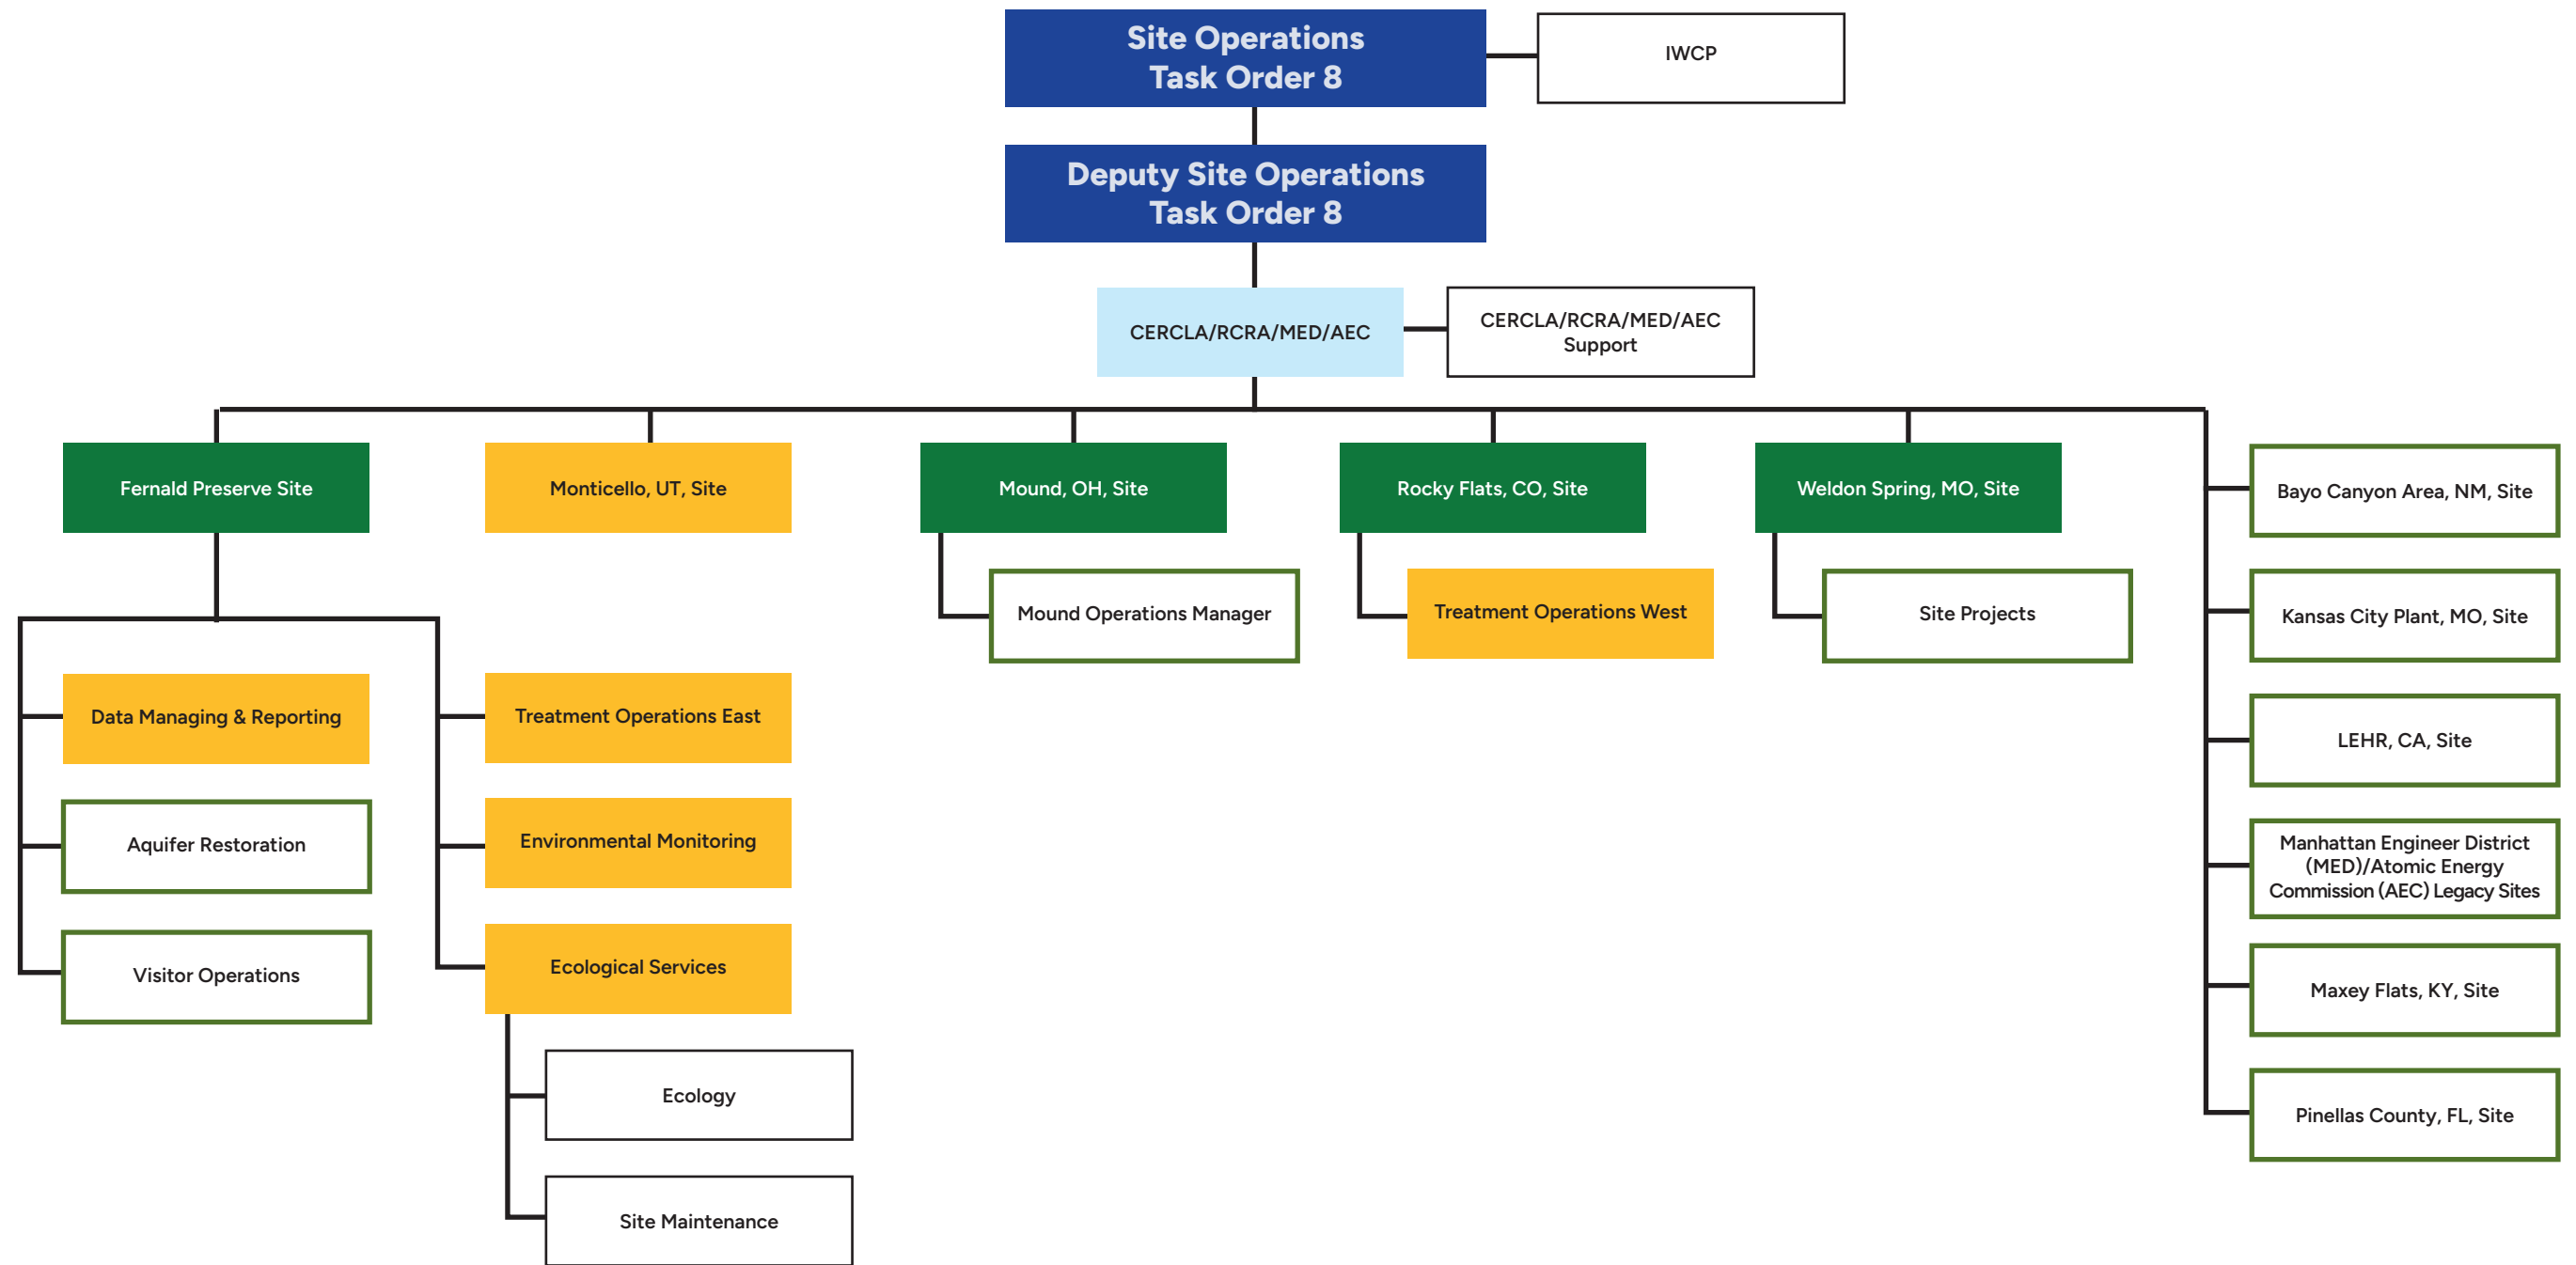 Site Operations
Task Order 8
IWCP
Deputy Site Operations
Task Order 8
CERCLA/RCRA/MED/AEC
CERCLA/RCRA/MED/AEC
Support
Fernald Preserve Site
Monticello, UT, Site
Mound, OH, Site
Rocky Flats, CO, Site
Weldon Spring, MO, Site
Bayo Canyon Area, NM, Site
Mound Operations Manager
Treatment Operations West
Site Projects
Kansas City Plant, MO, Site
Data Managing & Reporting
Treatment Operations East
LEHR, CA, Site
Aquifer Restoration
Environmental Monitoring
Manhattan Engineer District
(MED)/Atomic Energy
Commission (AEC) Legacy Sites
Visitor Operations
Ecological Services
Maxey Flats, KY, Site
Ecology
Pinellas County, FL, Site
Site Maintenance